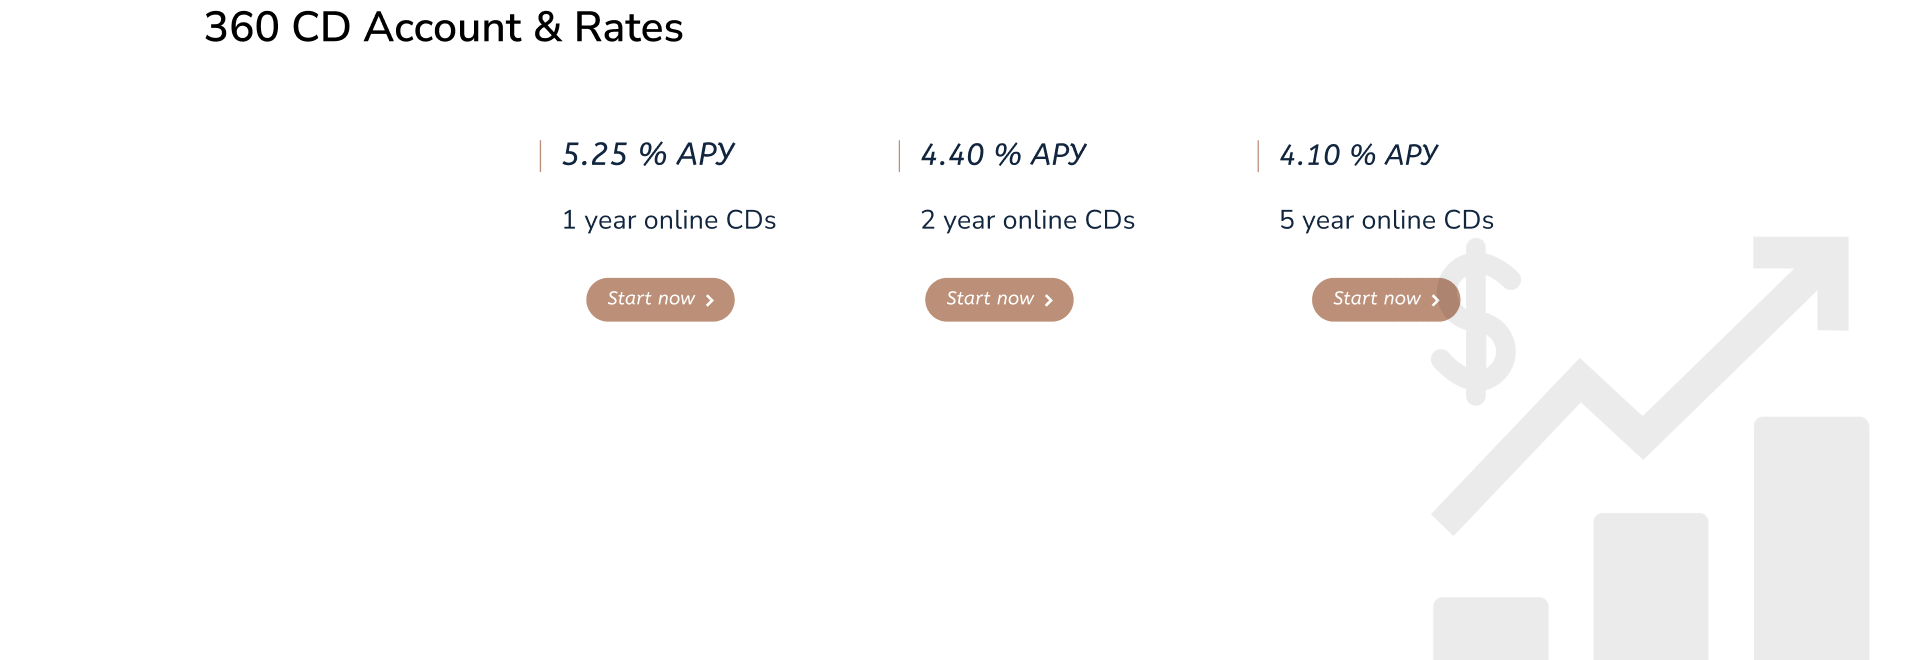 360 CD Account & Rates
5.25 % APY
1 year online CDs
Start now
4.40 % APY
2 year online CDs
Start now
4.10 % APY
5 year online CDs
Start now
$